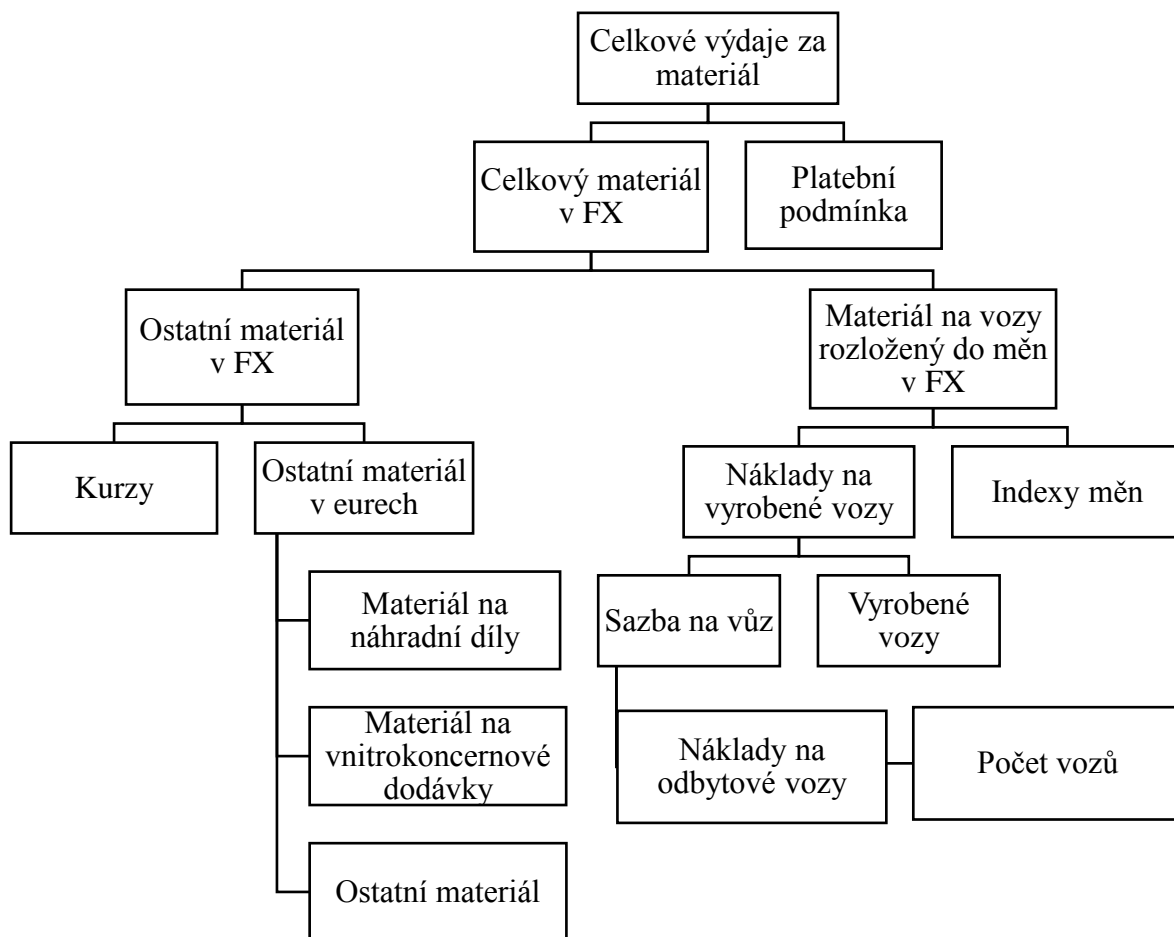 Celkové výdaje za
materiál
Celkový materiál
v FX
Platební
podmínka
Ostatní materiál
v FX
Materiál na vozy
rozložený do měn
v FX
Kurzy
Ostatní materiál
v eurech
Náklady na
vyrobené vozy
Indexy měn
Materiál na
náhradní díly
Sazba na vůz
Vyrobené
vozy
Materiál na
vnitrokoncernové
dodávky
Náklady na
odbytové vozy
Počet vozů
Ostatní materiál